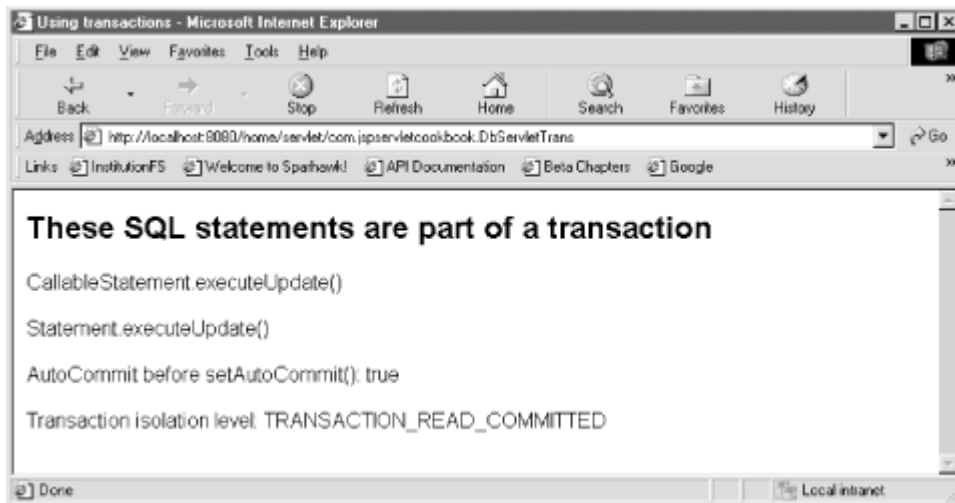 Using transactions - Microsoft Internet Explorer
File Edit View Favorites Tools Help
Back Forward Stop Refresh Home Search Favorites History »
Address http://localhost:8080/home/servlet/com.jspservletcookbook.DbServletTrans Go
Links InstitutionFS Welcome to Sparhawk! API Documentation Beta Chapters Google »
These SQL statements are part of a transaction
CallableStatement.executeUpdate()
Statement.executeUpdate()
AutoCommit before setAutoCommit(): true
Transaction isolation level: TRANSACTION_READ_COMMITTED
Done Local intranet